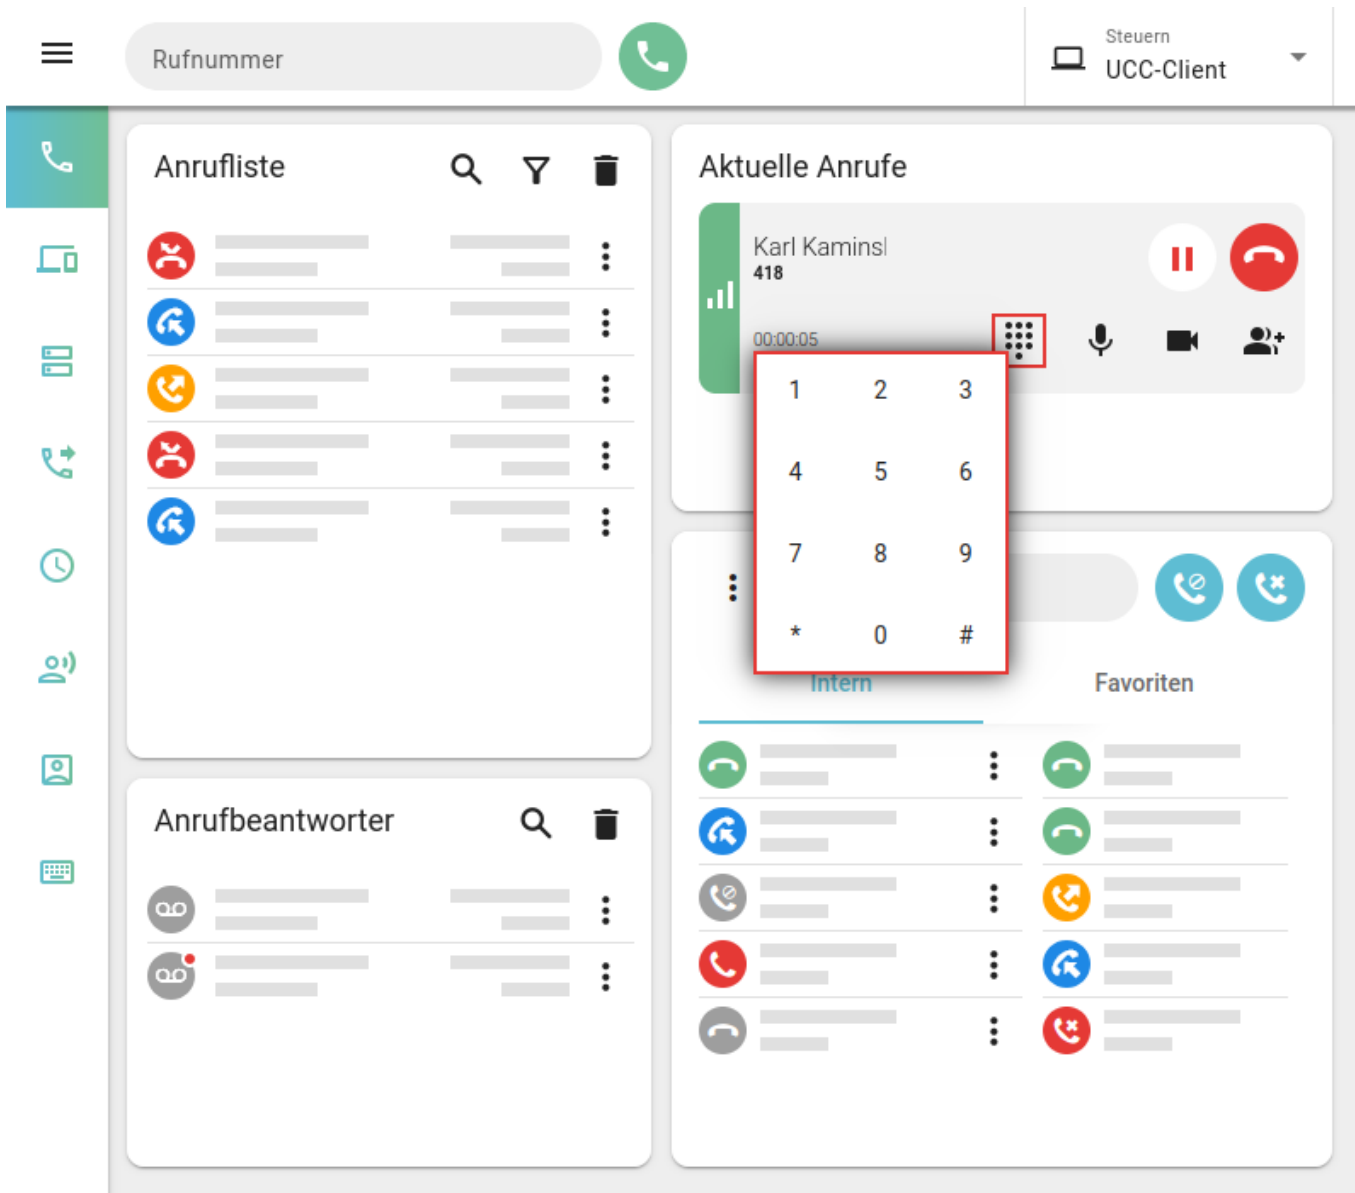 Rufnummer
Steuern
UCC-Client
Anrufliste
Aktuelle Anrufe
418
00:00:05
1 2 3
4 5 6
7 8 9
* 0 #
Intern
Favoriten
Anrufbeantworter
Karl